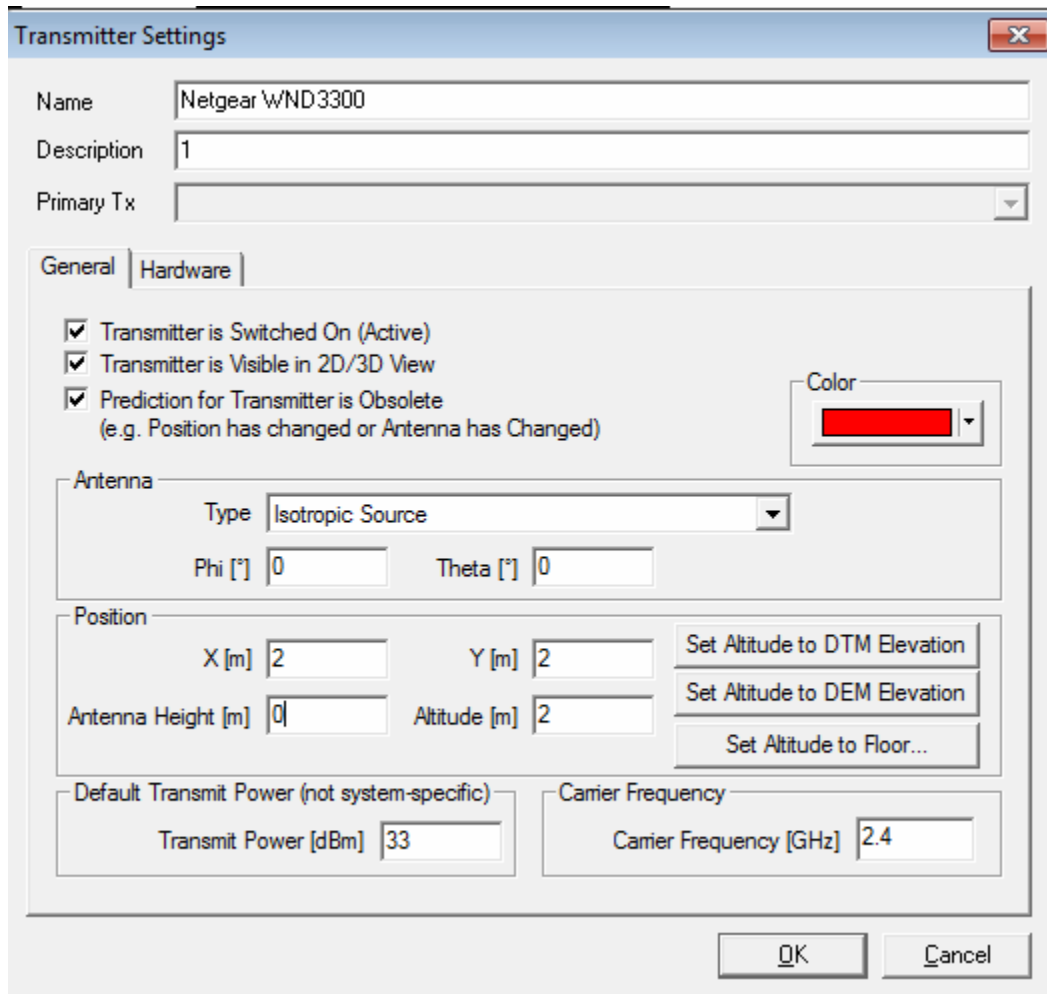 Transmitter Settings
Name Netgear WND3300
Description 1
Primary Tx
General Hardware
Transmitter is Switched On (Active)
Transmitter is Visible in 2D/3D View
Prediction for Transmitter is Obsolete
(e.g. Position has changed or Antenna has Changed)
Color
Antenna
Type Isotropic Source
Phi [°] 0 Theta [°] 0
Position
X [m] 2 Y [m] 2 Set Altitude to DTM Elevation
Set Altitude to DEM Elevation
Antenna Height [m] 0 Altitude [m] 2
Set Altitude to Floor...
Default Transmit Power (not system-specific) Carrier Frequency
Transmit Power [dBm] 33 Carrier Frequency [GHz] 2.4
OK Cancel